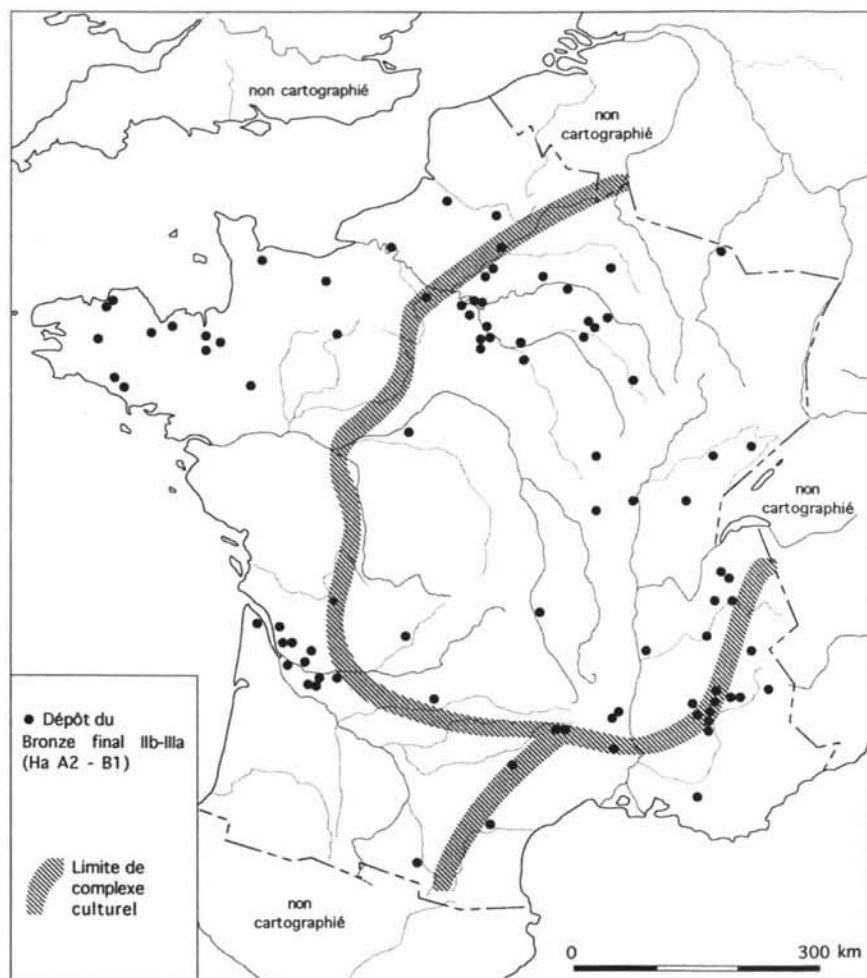 non cartographié
non
cartographié
non
cartographié
● Dépôt du
Bronze final IIb-IIIa
(Ha A2 - B1)
Limite de
complexe
culturel
non
cartographié
0 300 km